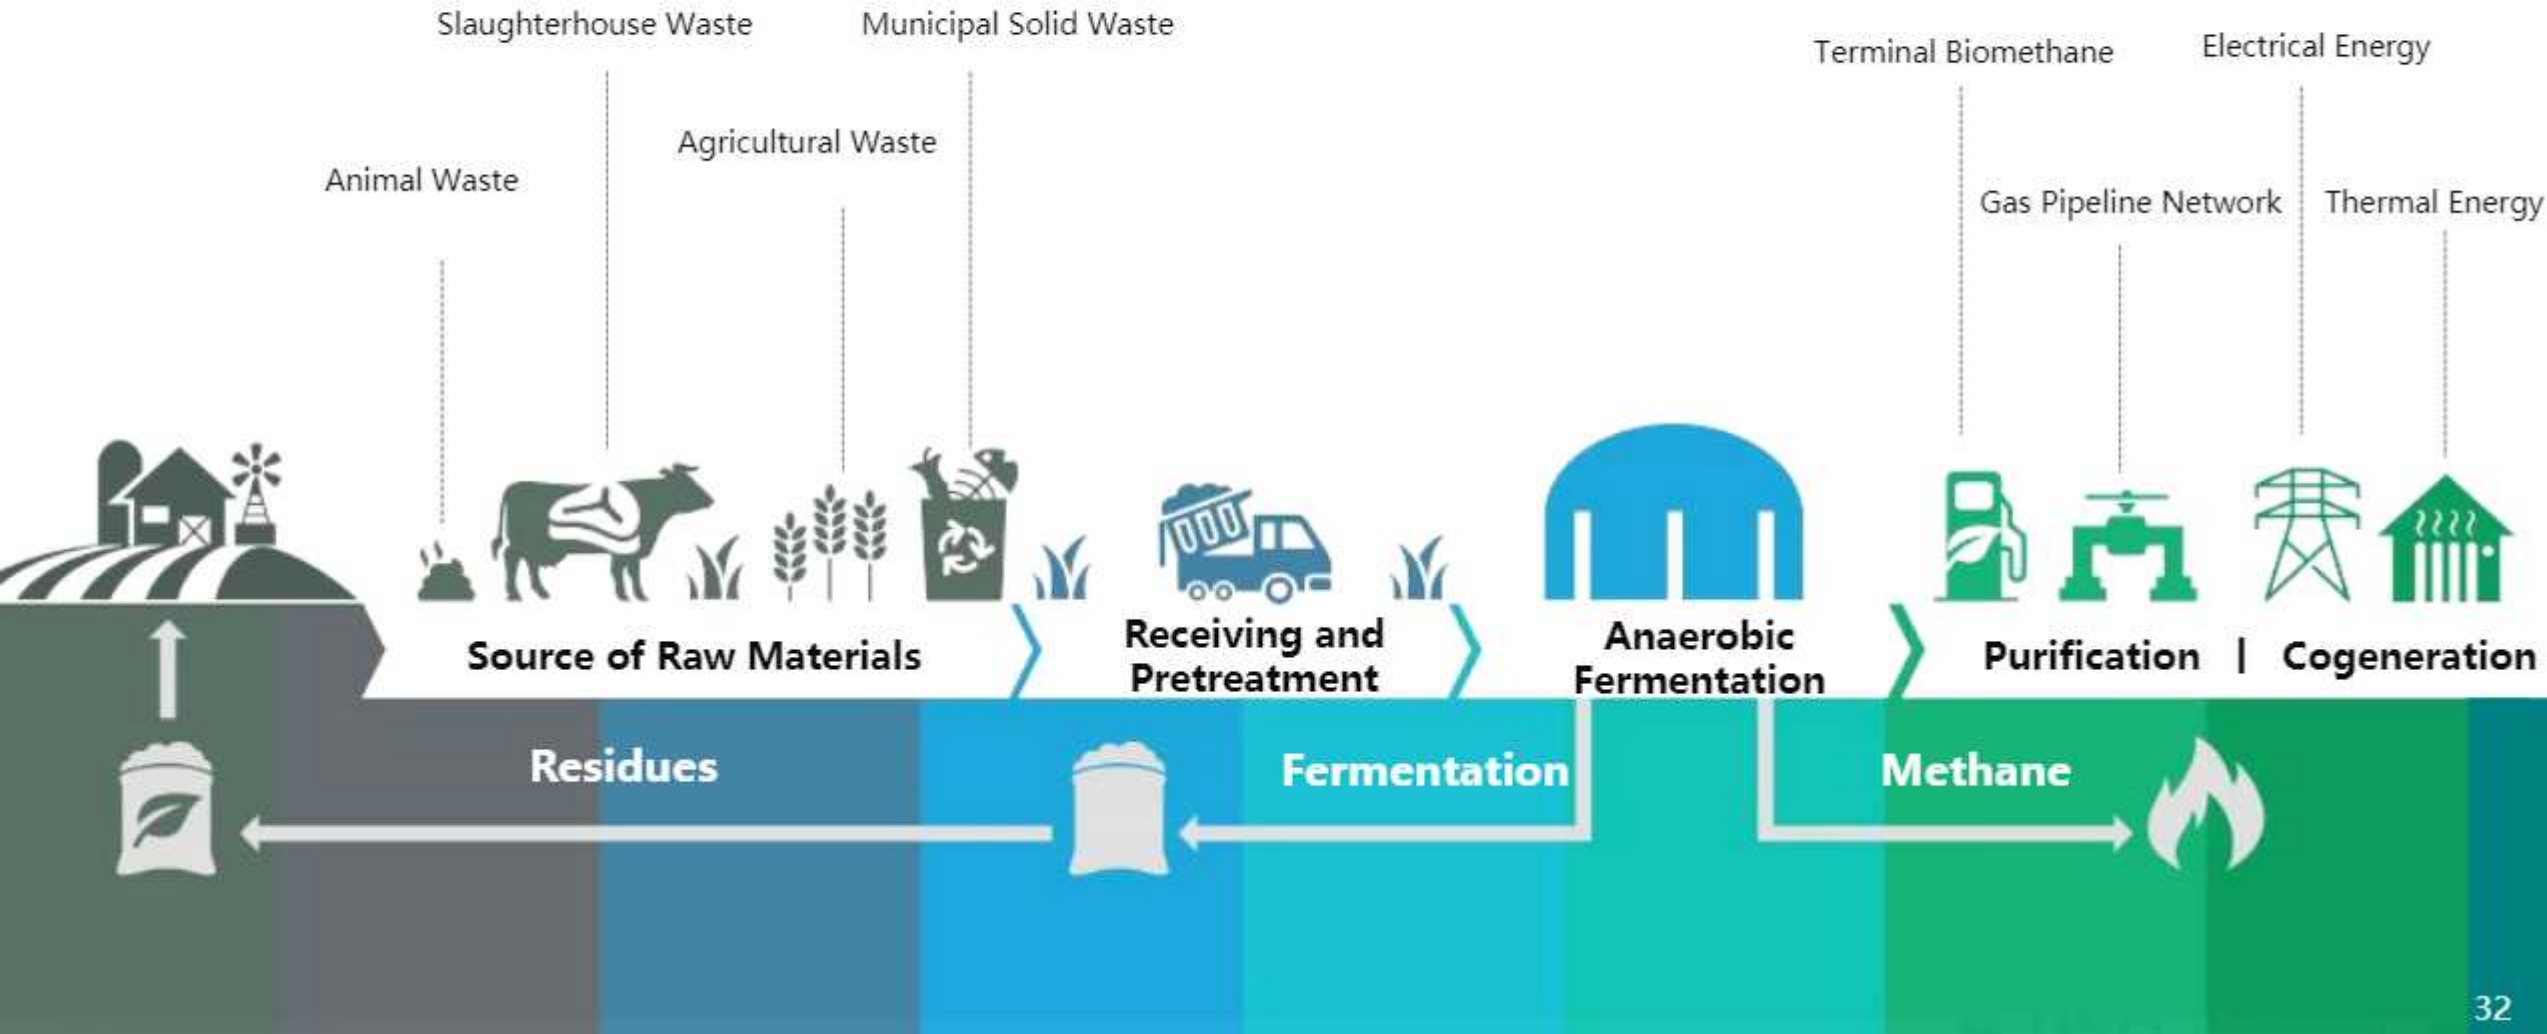 Slaughterhouse Waste
Municipal Solid Waste
Terminal Biomethane
Electrical Energy
Agricultural Waste
Animal Waste
Gas Pipeline Network
Thermal Energy
Source of Raw Materials
Receiving and
Pretreatment
Anaerobic
Fermentation
Purification | Cogeneration
Residues
Fermentation
Methane
32